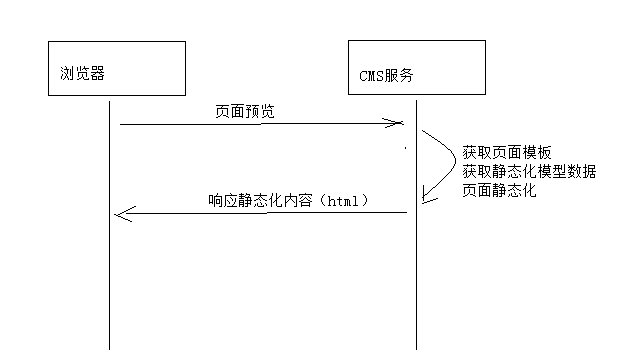 浏览器
CMS服务
页面预览
获取页面模板
获取静态化模型数据
页面静态化
响应静态化内容（html）